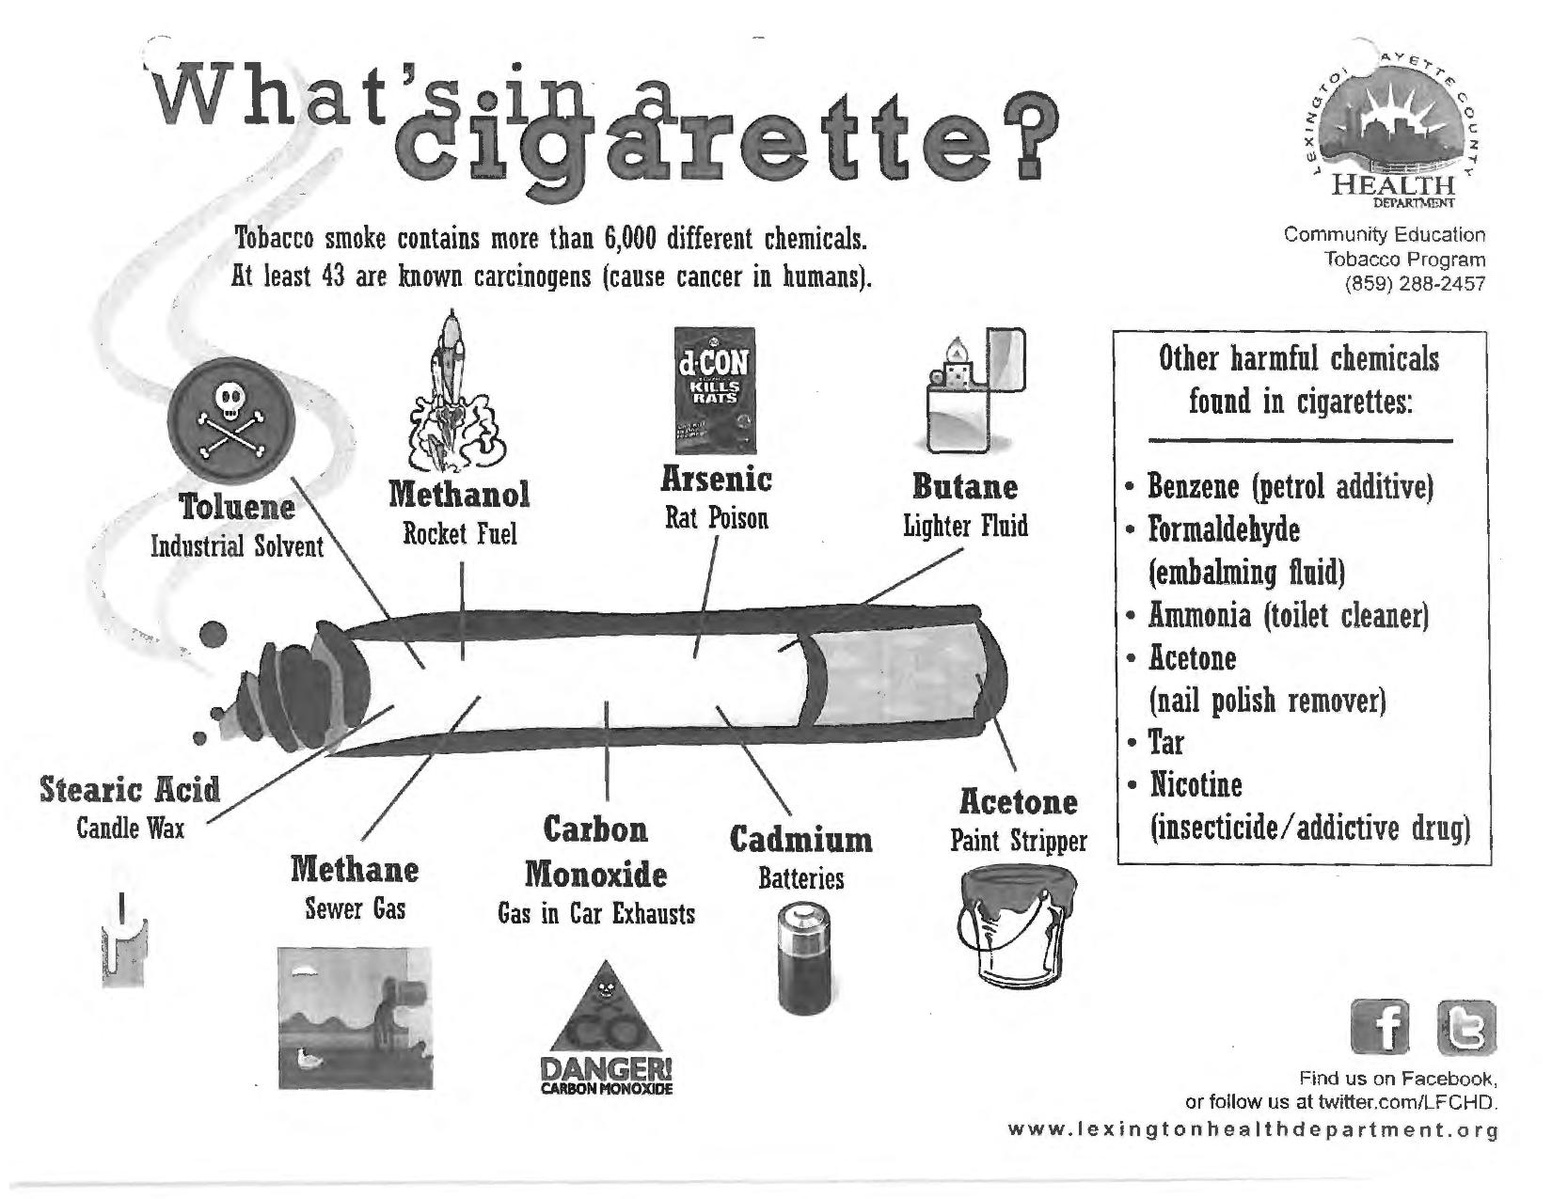 What's in a
cigarette?
LEXINGTON FAYETTE COUNTY
HEALTH
DEPARTMENT
Community Education
Tobacco Program
(859) 288-2457
Tobacco smoke contains more than 6,000 different chemicals.
At least 43 are known carcinogens (cause cancer in humans).
d-CON
KILLS
RATS
Toluene
Industrial Solvent
Methanol
Rocket Fuel
Arsenic
Rat Poison
Butane
Lighter Fluid
Stearic Acid
Candle Wax
Methane
Sewer Gas
Carbon
Monoxide
Gas in Car Exhausts
CO
DANGER!
CARBON MONOXIDE
Cadmium
Batteries
Acetone
Paint Stripper
Other harmful chemicals
found in cigarettes:
• Benzene (petrol additive)
• Formaldehyde
(embalming fluid)
• Ammonia (toilet cleaner)
• Acetone
(nail polish remover)
• Tar
• Nicotine
(insecticide/addictive drug)
f t
Find us on Facebook,
or follow us at twitter.com/LFCHD.
www.lexingtonhealthdepartment.org